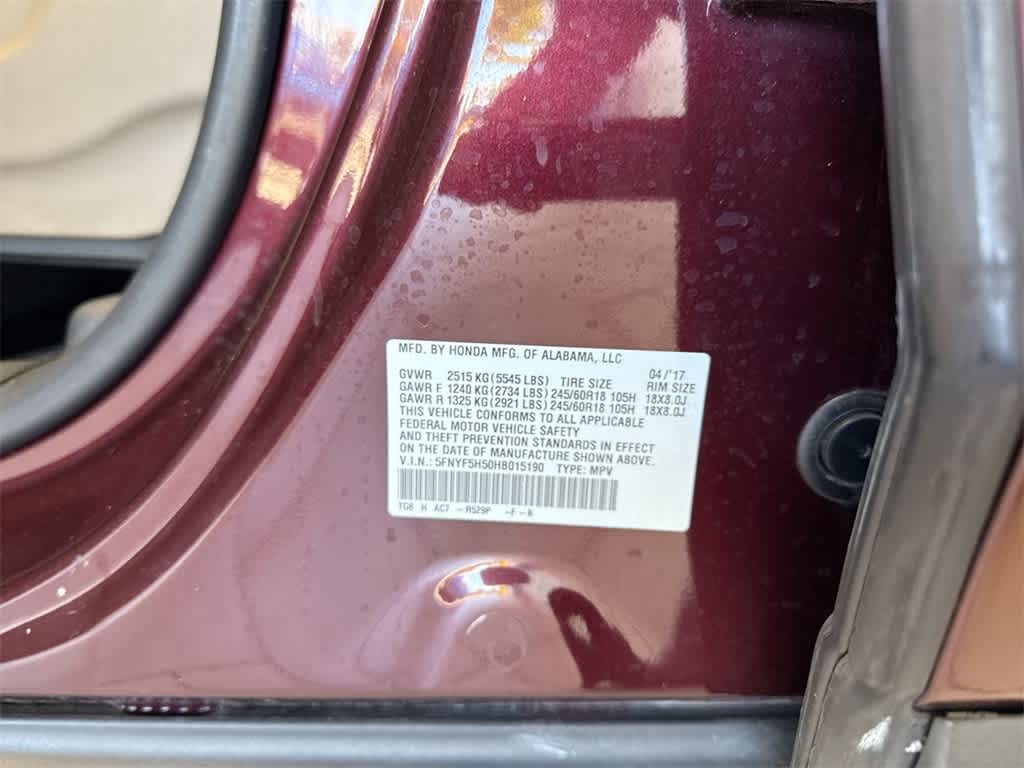 MFD. BY HONDA MFG. OF ALABAMA, LLC
GVWR 2515 KG (5545 LBS) TIRE SIZE 04/'17 RIM SIZE
GAWR F 1240 KG (2734 LBS) 245/60R18 105H 18X8.0J
GAWR R 1325 KG (2921 LBS) 245/60R18 105H 18X8.0J
THIS VEHICLE CONFORMS TO ALL APPLICABLE
FEDERAL MOTOR VEHICLE SAFETY
AND THEFT PREVENTION STANDARDS IN EFFECT
ON THE DATE OF MANUFACTURE SHOWN ABOVE.
V.I.N.: 5FNYF5H50HB015190 TYPE: MPV
TG8 H AC7 -R529P -F-